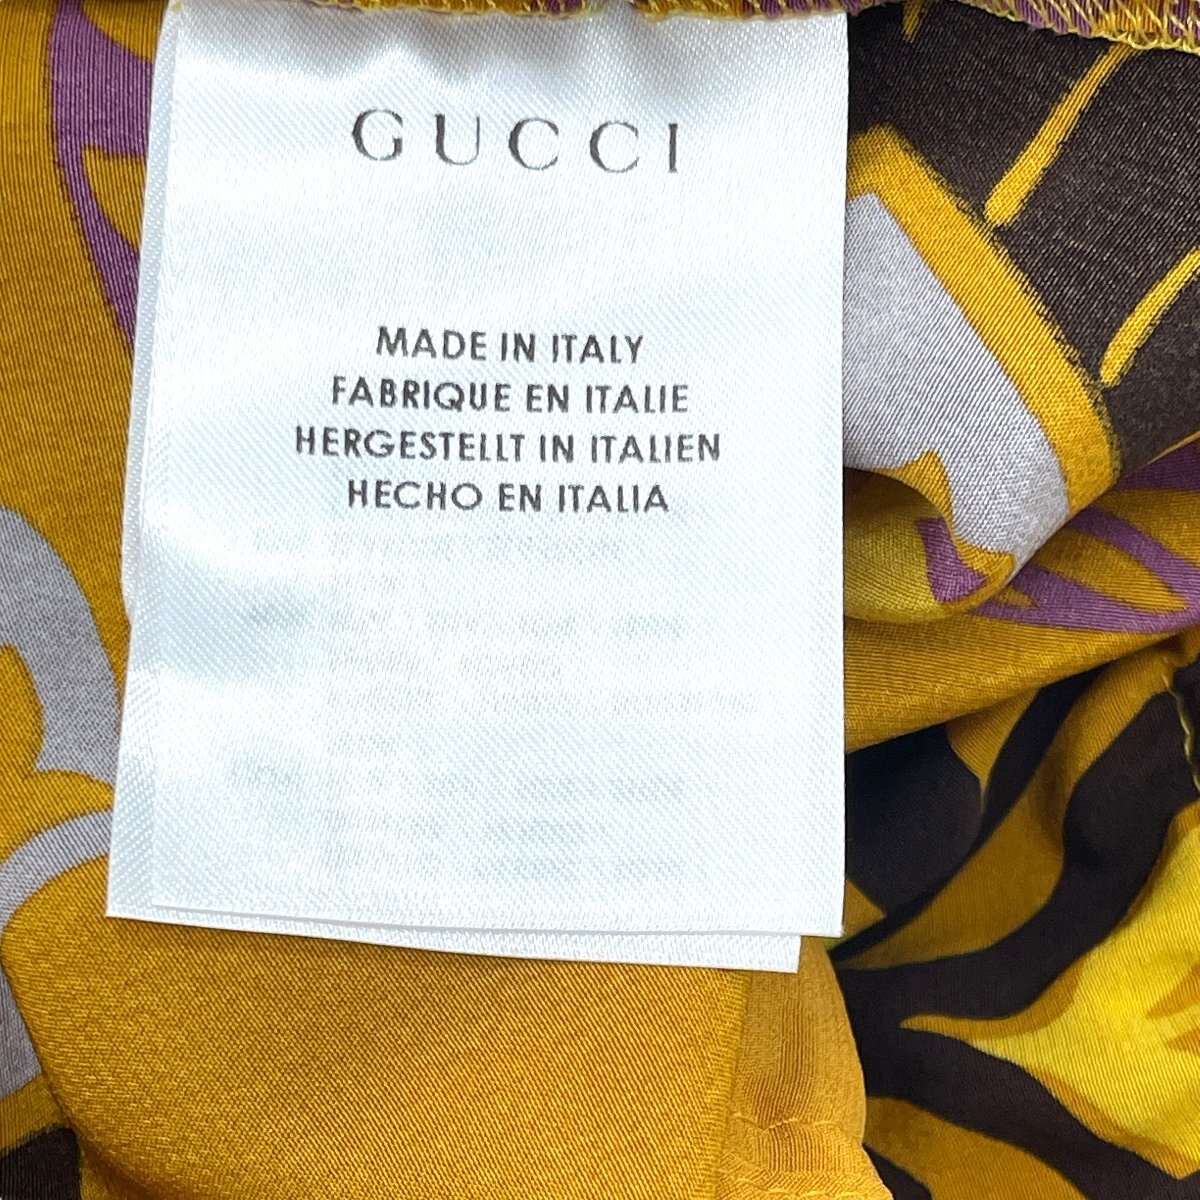 GUCCI
MADE IN ITALY
FABRIQUE EN ITALIE
HERGESTELLT IN ITALIEN
HECHO EN ITALIA